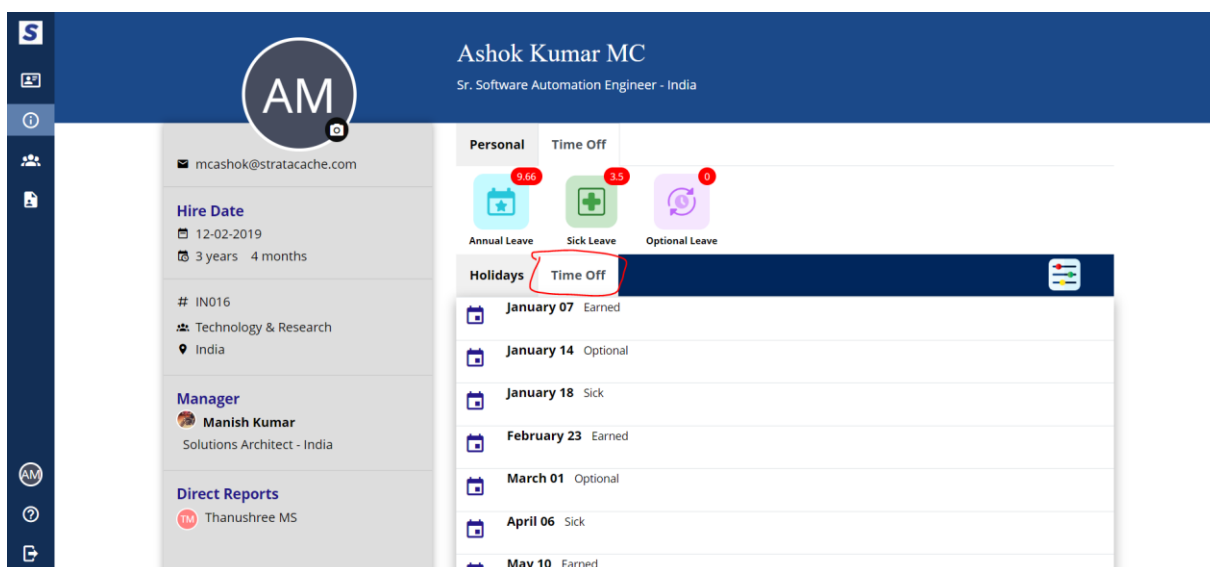 S
AM
Ashok Kumar MC
Sr. Software Automation Engineer - India
mcashok@stratacache.com
Hire Date
12-02-2019
3 years 4 months
# IN016
Technology & Research
India
Manager
Manish Kumar
Solutions Architect - India
Direct Reports
TM Thanushree MS
AM
Personal Time Off
9.66 3.5 0
Annual Leave Sick Leave Optional Leave
Holidays Time Off
January 07 Earned
January 14 Optional
January 18 Sick
February 23 Earned
March 01 Optional
April 06 Sick
May 10 Earned